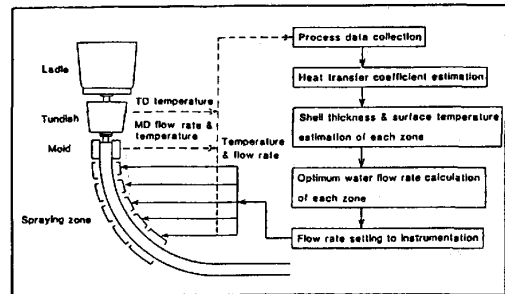 Ladle
Tundish
Mold
Spraying zone
TD temperature
MD flow rate &
temperature
Temperature
& flow rate
Process data collection
Heat transfer coefficient estimation
Shell thickness & surface temperature
estimation of each zone
Optimum water flow rate calculation
of each zone
Flow rate setting to instrumentation